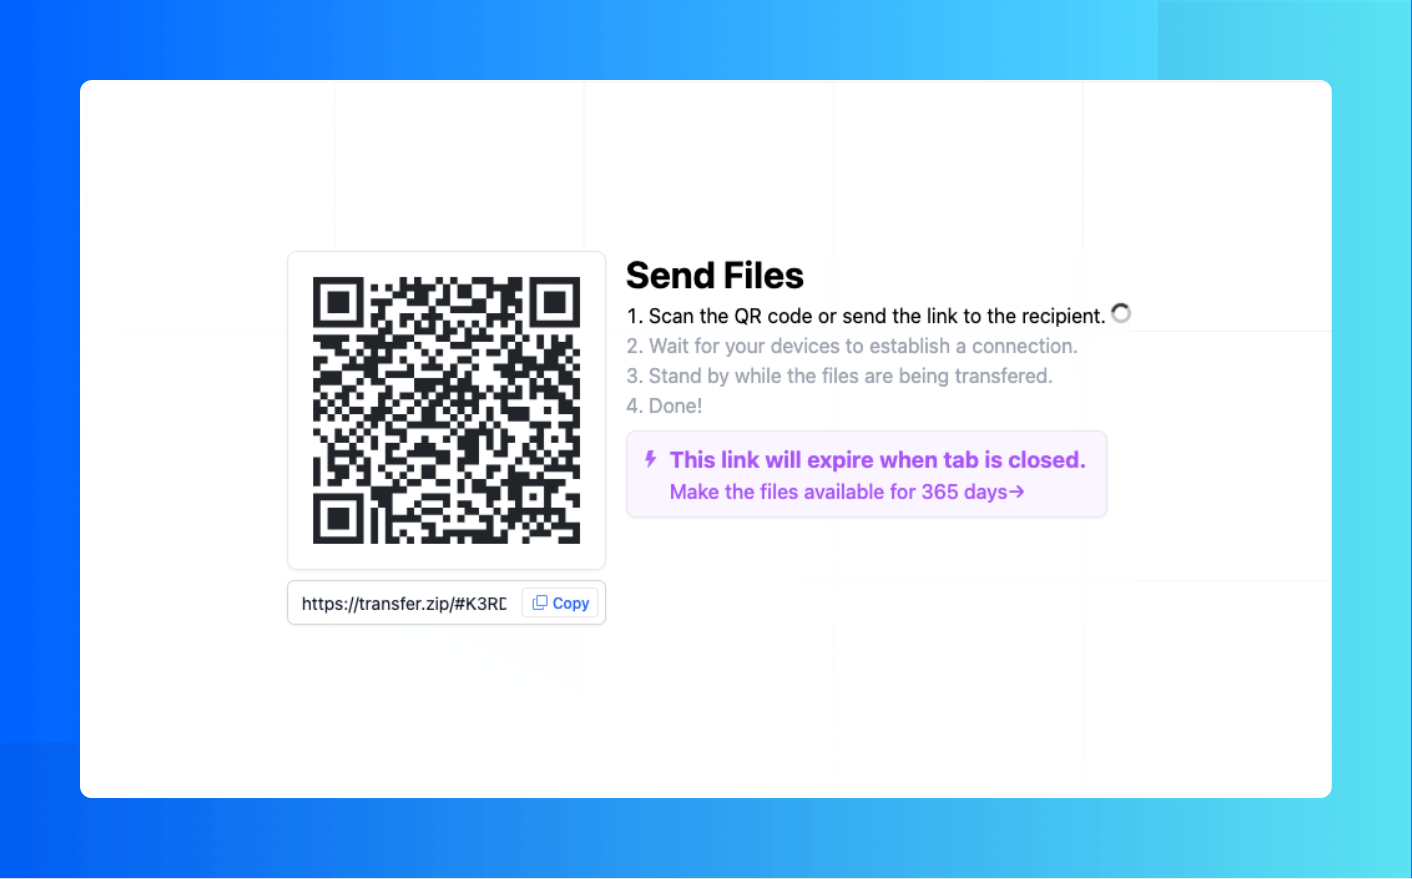 Send Files
1. Scan the QR code or send the link to the recipient.
2. Wait for your devices to establish a connection.
3. Stand by while the files are being transfered.
4. Done!
This link will expire when tab is closed.
Make the files available for 365 days→
https://transfer.zip/#K3RD
Copy